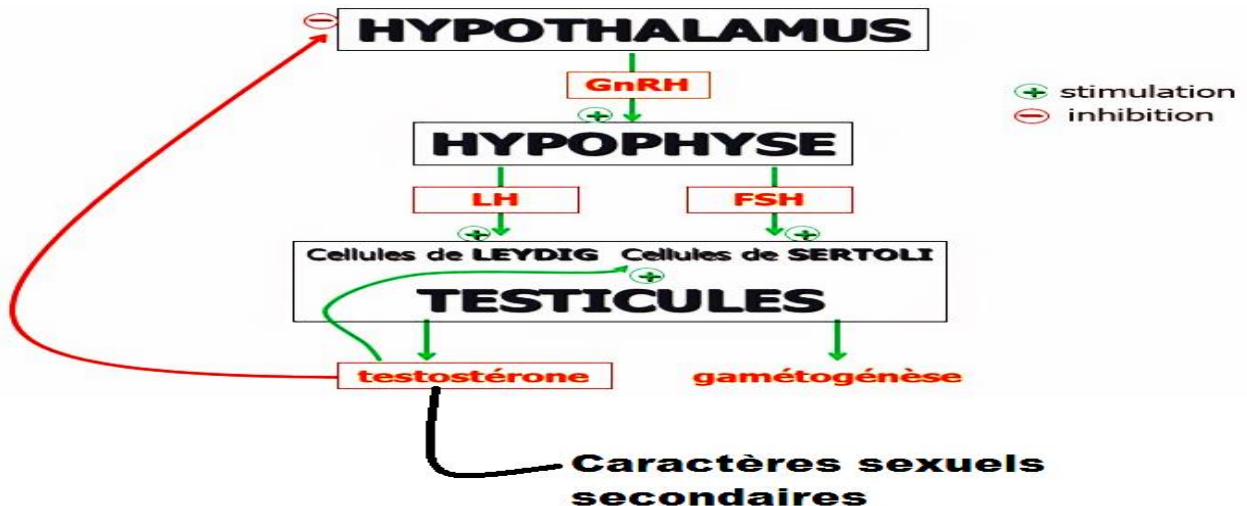 HYPOTHALAMUS
GnRH
stimulation
inhibition
HYPOPHYSE
LH
FSH
Cellules de LEYDIG
Cellules de SERTOLI
TESTICULES
testostérone
gamétogénèse
Caractères sexuels
secondaires